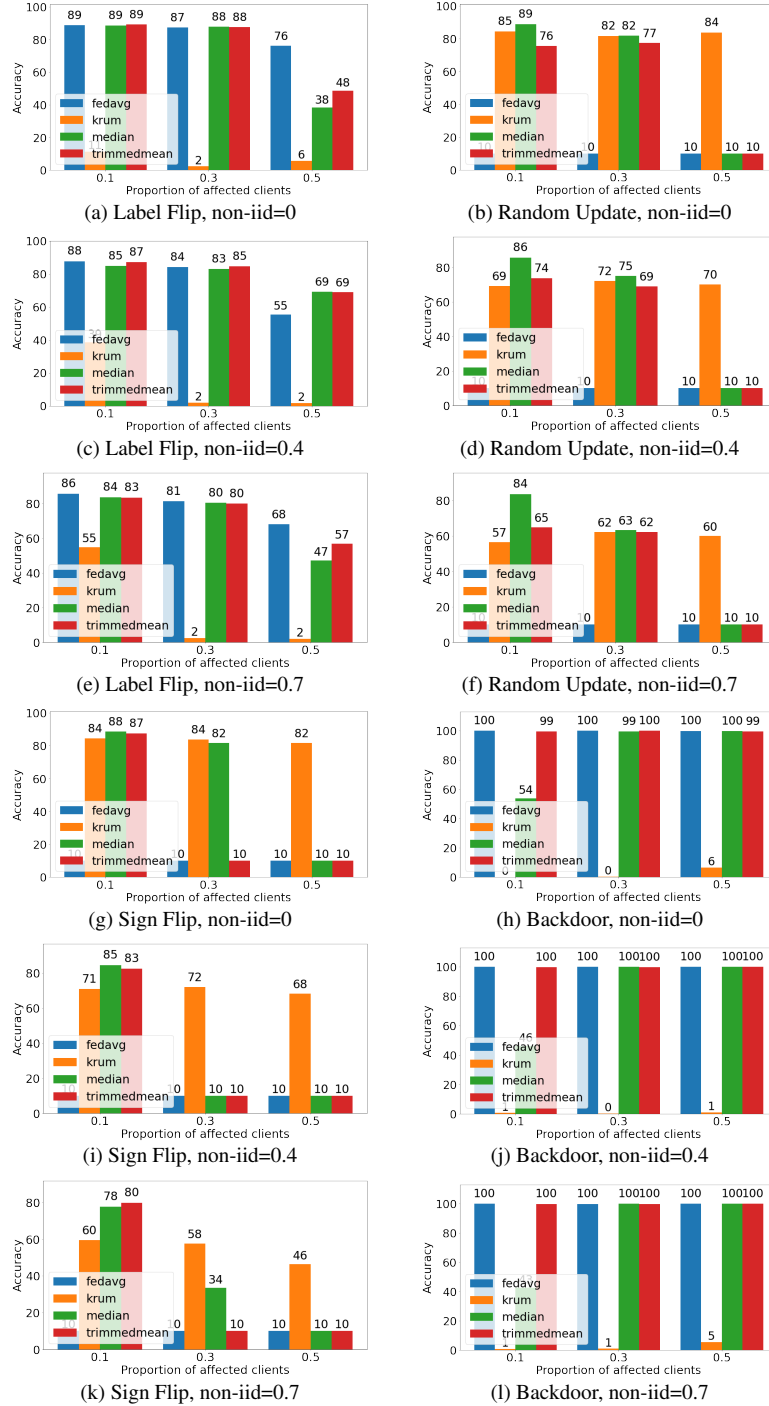 89 89 89 87 88 88 76 6 38 48
11 2
100
80
60
40
20
0
Accuracy
fedavg
krum
median
trimmedmean
0.1 0.3 0.5
Proportion of affected clients
(a) Label Flip, non-iid=0
10 85 89 76
10 82 82 77
10 84 10 10
80
60
40
20
0
Accuracy
fedavg
krum
median
trimmedmean
0.1 0.3 0.5
Proportion of affected clients
(b) Random Update, non-iid=0
88 85 87
84 2 83 85
55 2 69 69
100
80
60
40
20
0
Accuracy
fedavg
krum
median
trimmedmean
0.1 0.3 0.5
Proportion of affected clients
(c) Label Flip, non-iid=0.4
10 69 86 74
10 72 75 69
10 70 10 10
80
60
40
20
0
Accuracy
fedavg
krum
median
trimmedmean
0.1 0.3 0.5
Proportion of affected clients
(d) Random Update, non-iid=0.4
86 55 84 83
81 2 80 80
68 2 47 57
80
60
40
20
0
Accuracy
fedavg
krum
median
trimmedmean
0.1 0.3 0.5
Proportion of affected clients
(e) Label Flip, non-iid=0.7
10 57 84 65
10 62 63 62
10 60 10 10
80
60
40
20
0
Accuracy
fedavg
krum
median
trimmedmean
0.1 0.3 0.5
Proportion of affected clients
(f) Random Update, non-iid=0.7
10 84 88 87
10 84 82 10
10 82 10 10
100
80
60
40
20
0
Accuracy
fedavg
krum
median
trimmedmean
0.1 0.3 0.5
Proportion of affected clients
(g) Sign Flip, non-iid=0
100 0 54 99
100 0 99 100
100 6 100 99
100
80
60
40
20
0
Accuracy
fedavg
krum
median
trimmedmean
0.1 0.3 0.5
Proportion of affected clients
(h) Backdoor, non-iid=0
10 71 85 83
10 72 10 10
10 68 10 10
80
60
40
20
0
Accuracy
fedavg
krum
median
trimmedmean
0.1 0.3 0.5
Proportion of affected clients
(i) Sign Flip, non-iid=0.4
100 1 46 100
100 0 100 100
100 1 100 100
100
80
60
40
20
0
Accuracy
fedavg
krum
median
trimmedmean
0.1 0.3 0.5
Proportion of affected clients
(j) Backdoor, non-iid=0.4
10 60 78 80
10 58 34 10
10 46 10 10
80
60
40
20
0
Accuracy
fedavg
krum
median
trimmedmean
0.1 0.3 0.5
Proportion of affected clients
(k) Sign Flip, non-iid=0.7
100 1 43 100
100 1 100 100
100 5 100 100
100
80
60
40
20
0
Accuracy
fedavg
krum
median
trimmedmean
0.1 0.3 0.5
Proportion of affected clients
(l) Backdoor, non-iid=0.7